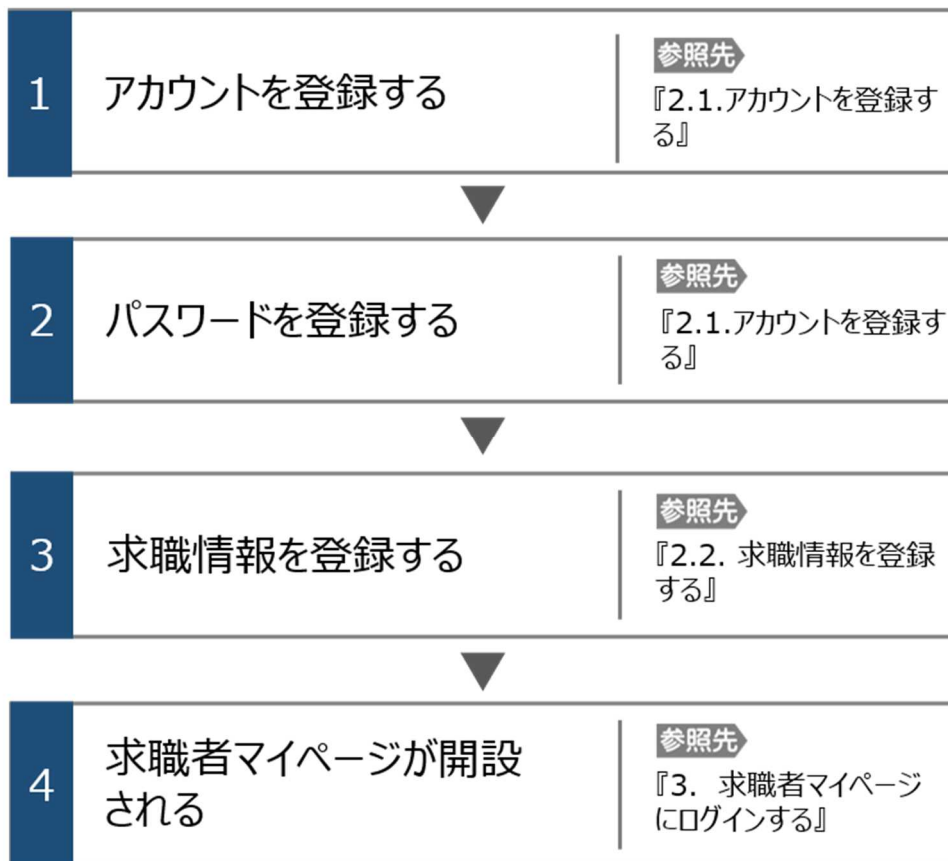 1
アカウントを登録する
参照先
『2.1.アカウントを登録す
る』
2
パスワードを登録する
参照先
『2.1.アカウントを登録す
る』
3
求職情報を登録する
参照先
『2.2. 求職情報を登録
する』
4
求職者マイページが開設
される
参照先
『3. 求職者マイページ
にログインする』